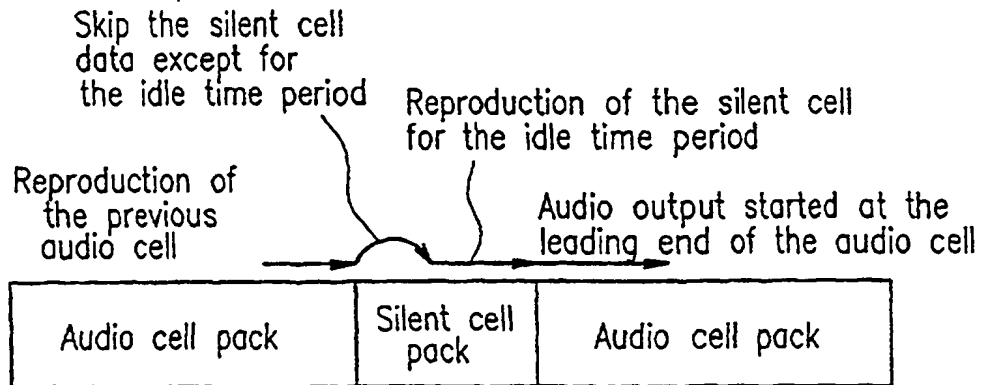 Skip the silent cell
data except for
the idle time period
Reproduction of the silent cell
for the idle time period
Reproduction of
the previous
audio cell
Audio output started at the
leading end of the audio cell
Audio cell pack
Silent cell
pack
Audio cell pack